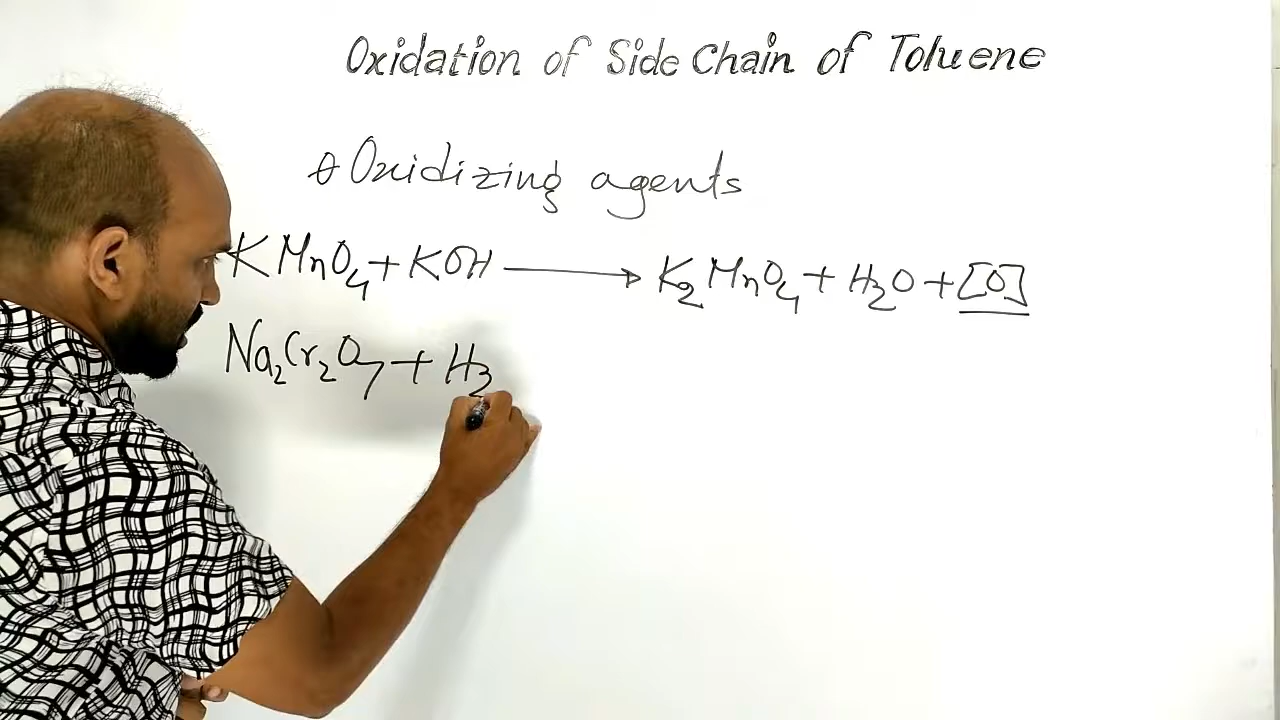 Oxidation of Side Chain of Toluene
* Oxidizing agents
KMnO₄ + KOH ⟶ K₂MnO₄ + H₂O + [O]
Na₂Cr₂O₇ + H₂